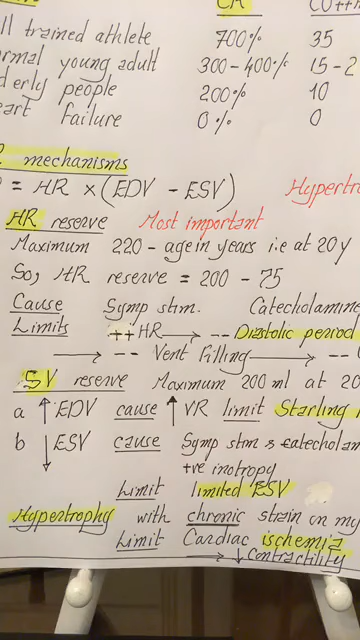 CR
ll trained athlete 700% 35
rmal young adult 300 - 400% 15 - 2
derly people 200% 10
eart failure 0% 0
mechanisms
= HR × (EDV - ESV) Hypertr
HR reserve Most important
Maximum 220 - age in years i.e at 20 y
So, HR reserve = 200 - 75
Cause Symp stim. Catecholamine
Limits ++ HR → -- Diastolic period
→ -- Vent Filling → --
SV reserve Maximum 200 ml at 20
a ↑ EDV cause ↑ VR limit Starling
b ↓ ESV cause Symp stm & catechola
+ve inotropy
Limit limited ESV
Hypertrophy with chronic strain on my
Limit Cardiac ischemia
→ ↓ contractility